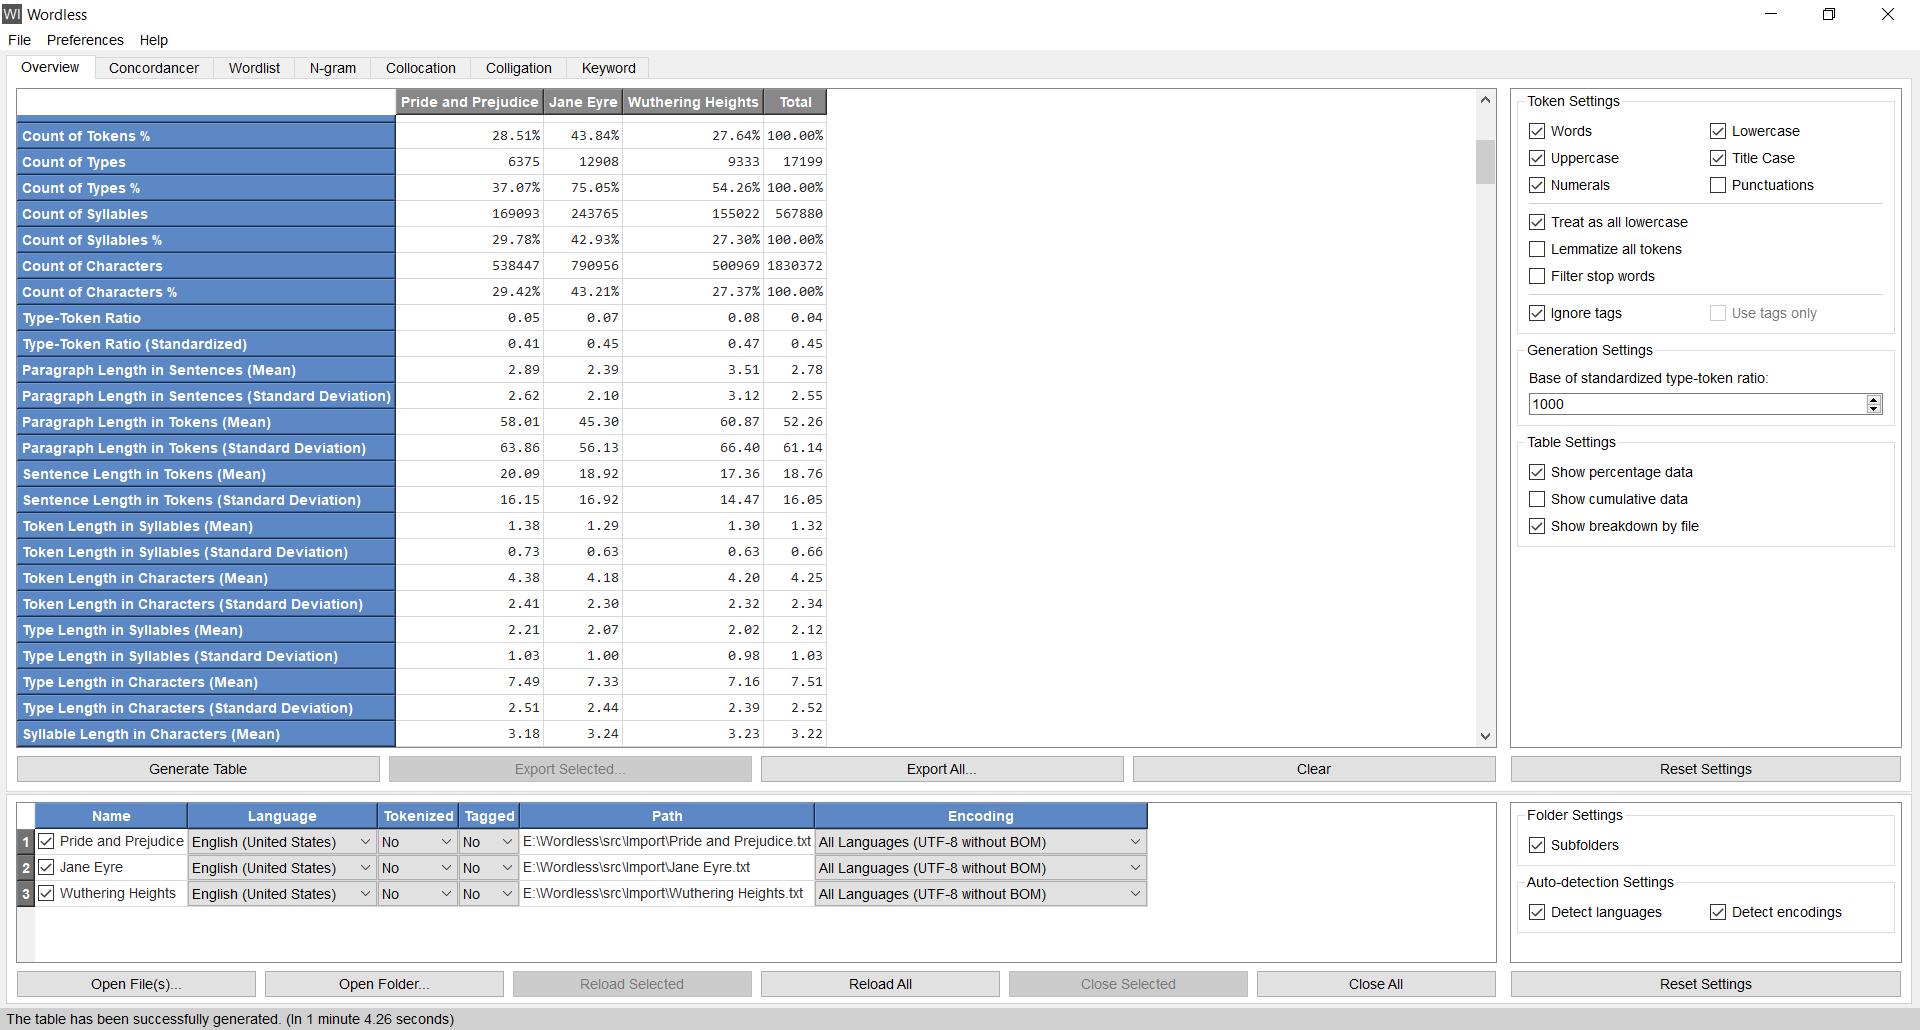 Wl Wordless
File Preferences Help
Overview Concordancer Wordlist N-gram Collocation Colligation Keyword
Pride and Prejudice Jane Eyre Wuthering Heights Total
Count of Tokens % 28.51% 43.84% 27.64% 100.00%
Count of Types 6375 12908 9333 17199
Count of Types % 37.07% 75.05% 54.26% 100.00%
Count of Syllables 169093 243765 155022 567880
Count of Syllables % 29.78% 42.93% 27.30% 100.00%
Count of Characters 538447 790956 500969 1830372
Count of Characters % 29.42% 43.21% 27.37% 100.00%
Type-Token Ratio 0.05 0.07 0.08 0.04
Type-Token Ratio (Standardized) 0.41 0.45 0.47 0.45
Paragraph Length in Sentences (Mean) 2.89 2.39 3.51 2.78
Paragraph Length in Sentences (Standard Deviation) 2.62 2.10 3.12 2.55
Paragraph Length in Tokens (Mean) 58.01 45.30 60.87 52.26
Paragraph Length in Tokens (Standard Deviation) 63.86 56.13 66.40 61.14
Sentence Length in Tokens (Mean) 20.09 18.92 17.36 18.76
Sentence Length in Tokens (Standard Deviation) 16.15 16.92 14.47 16.05
Token Length in Syllables (Mean) 1.38 1.29 1.30 1.32
Token Length in Syllables (Standard Deviation) 0.73 0.63 0.63 0.66
Token Length in Characters (Mean) 4.38 4.18 4.20 4.25
Token Length in Characters (Standard Deviation) 2.41 2.30 2.32 2.34
Type Length in Syllables (Mean) 2.21 2.07 2.02 2.12
Type Length in Syllables (Standard Deviation) 1.03 1.00 0.98 1.03
Type Length in Characters (Mean) 7.49 7.33 7.16 7.51
Type Length in Characters (Standard Deviation) 2.51 2.44 2.39 2.52
Syllable Length in Characters (Mean) 3.18 3.24 3.23 3.22
Generate Table Export Selected... Export All... Clear
Token Settings
Words Lowercase
Uppercase Title Case
Numerals Punctuations
Treat as all lowercase
Lemmatize all tokens
Filter stop words
Ignore tags Use tags only
Generation Settings
Base of standardized type-token ratio:
1000
Table Settings
Show percentage data
Show cumulative data
Show breakdown by file
Reset Settings
Name Language Tokenized Tagged Path Encoding
1 Pride and Prejudice English (United States) No No E:\Wordless\src\Import\Pride and Prejudice.txt All Languages (UTF-8 without BOM)
2 Jane Eyre English (United States) No No E:\Wordless\src\Import\Jane Eyre.txt All Languages (UTF-8 without BOM)
3 Wuthering Heights English (United States) No No E:\Wordless\src\Import\Wuthering Heights.txt All Languages (UTF-8 without BOM)
Open File(s)... Open Folder... Reload Selected Reload All Close Selected Close All
Folder Settings
Subfolders
Auto-detection Settings
Detect languages Detect encodings
Reset Settings
The table has been successfully generated. (In 1 minute 4.26 seconds)